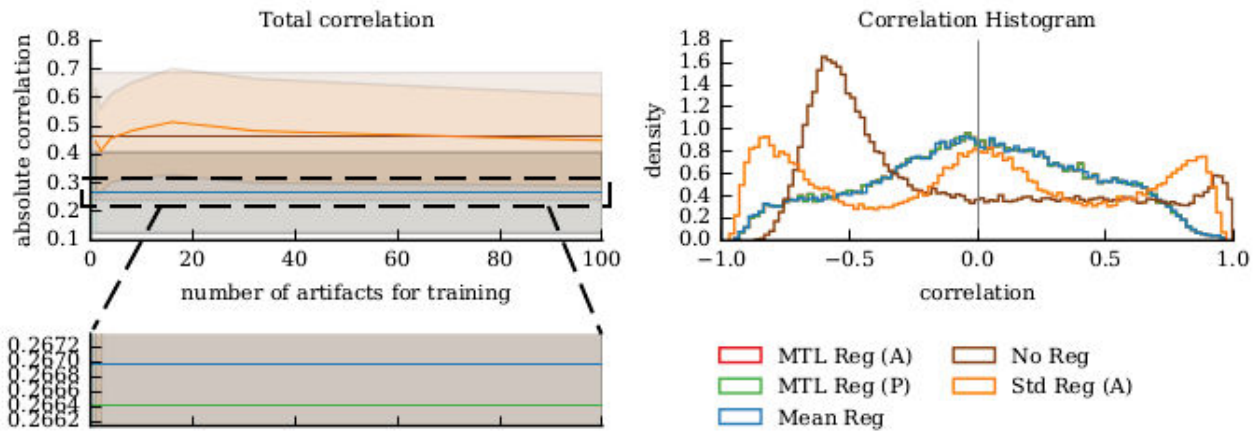 Total correlation
0.8
0.7
0.6
0.5
0.4
0.3
0.2
0.1
absolute correlation
0 20 40 60 80 100
number of artifacts for training
0.2672
0.2670
0.2668
0.2666
0.2664
0.2662
Correlation Histogram
1.8
1.6
1.4
1.2
1.0
0.8
0.6
0.4
0.2
0.0
density
−1.0 −0.5 0.0 0.5 1.0
correlation
MTL Reg (A)
MTL Reg (P)
Mean Reg
No Reg
Std Reg (A)